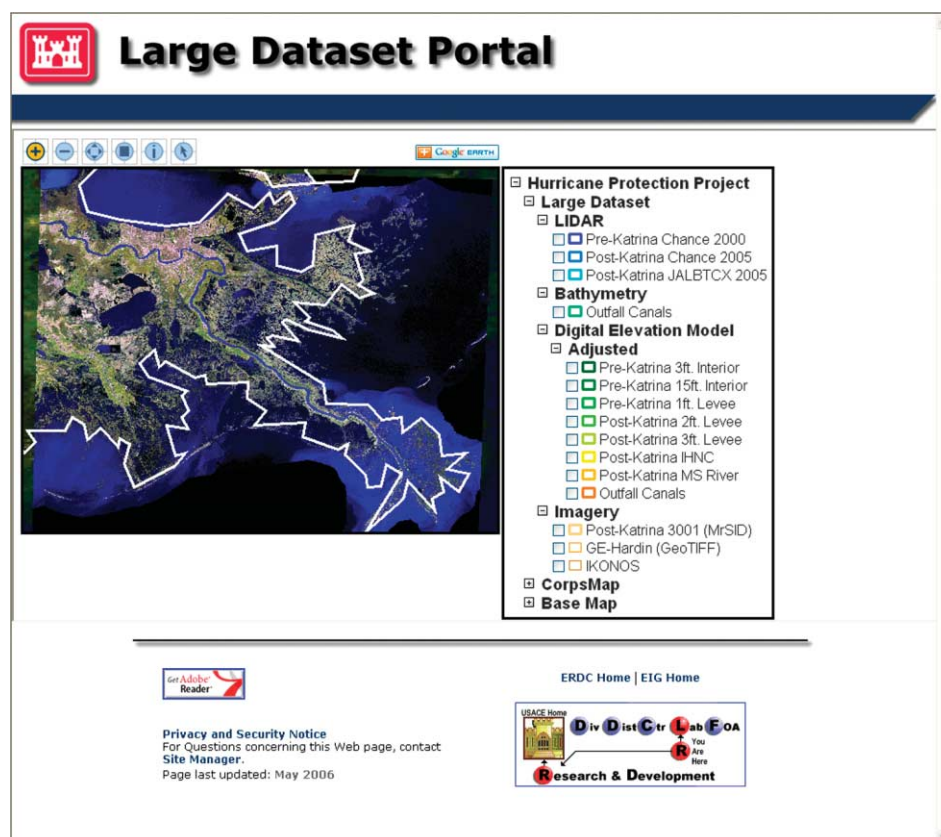 Large Dataset Portal
Google EARTH
Hurricane Protection Project
Large Dataset
LIDAR
Pre-Katrina Chance 2000
Post-Katrina Chance 2005
Post-Katrina JALBTCX 2005
Bathymetry
Outfall Canals
Digital Elevation Model
Adjusted
Pre-Katrina 3ft. Interior
Pre-Katrina 15ft. Interior
Pre-Katrina 1ft. Levee
Post-Katrina 2ft. Levee
Post-Katrina 3ft. Levee
Post-Katrina IHNC
Post-Katrina MS River
Outfall Canals
Imagery
Post-Katrina 3001 (MrSID)
GE-Hardin (GeoTIFF)
IKONOS
CorpsMap
Base Map
Get Adobe
Reader
Privacy and Security Notice
For Questions concerning this Web page, contact
Site Manager.
Page last updated: May 2006
ERDC Home | EIG Home
USACE Home
Div Dist Ctr Lab FOA
R
You
Are
Here
Research & Development